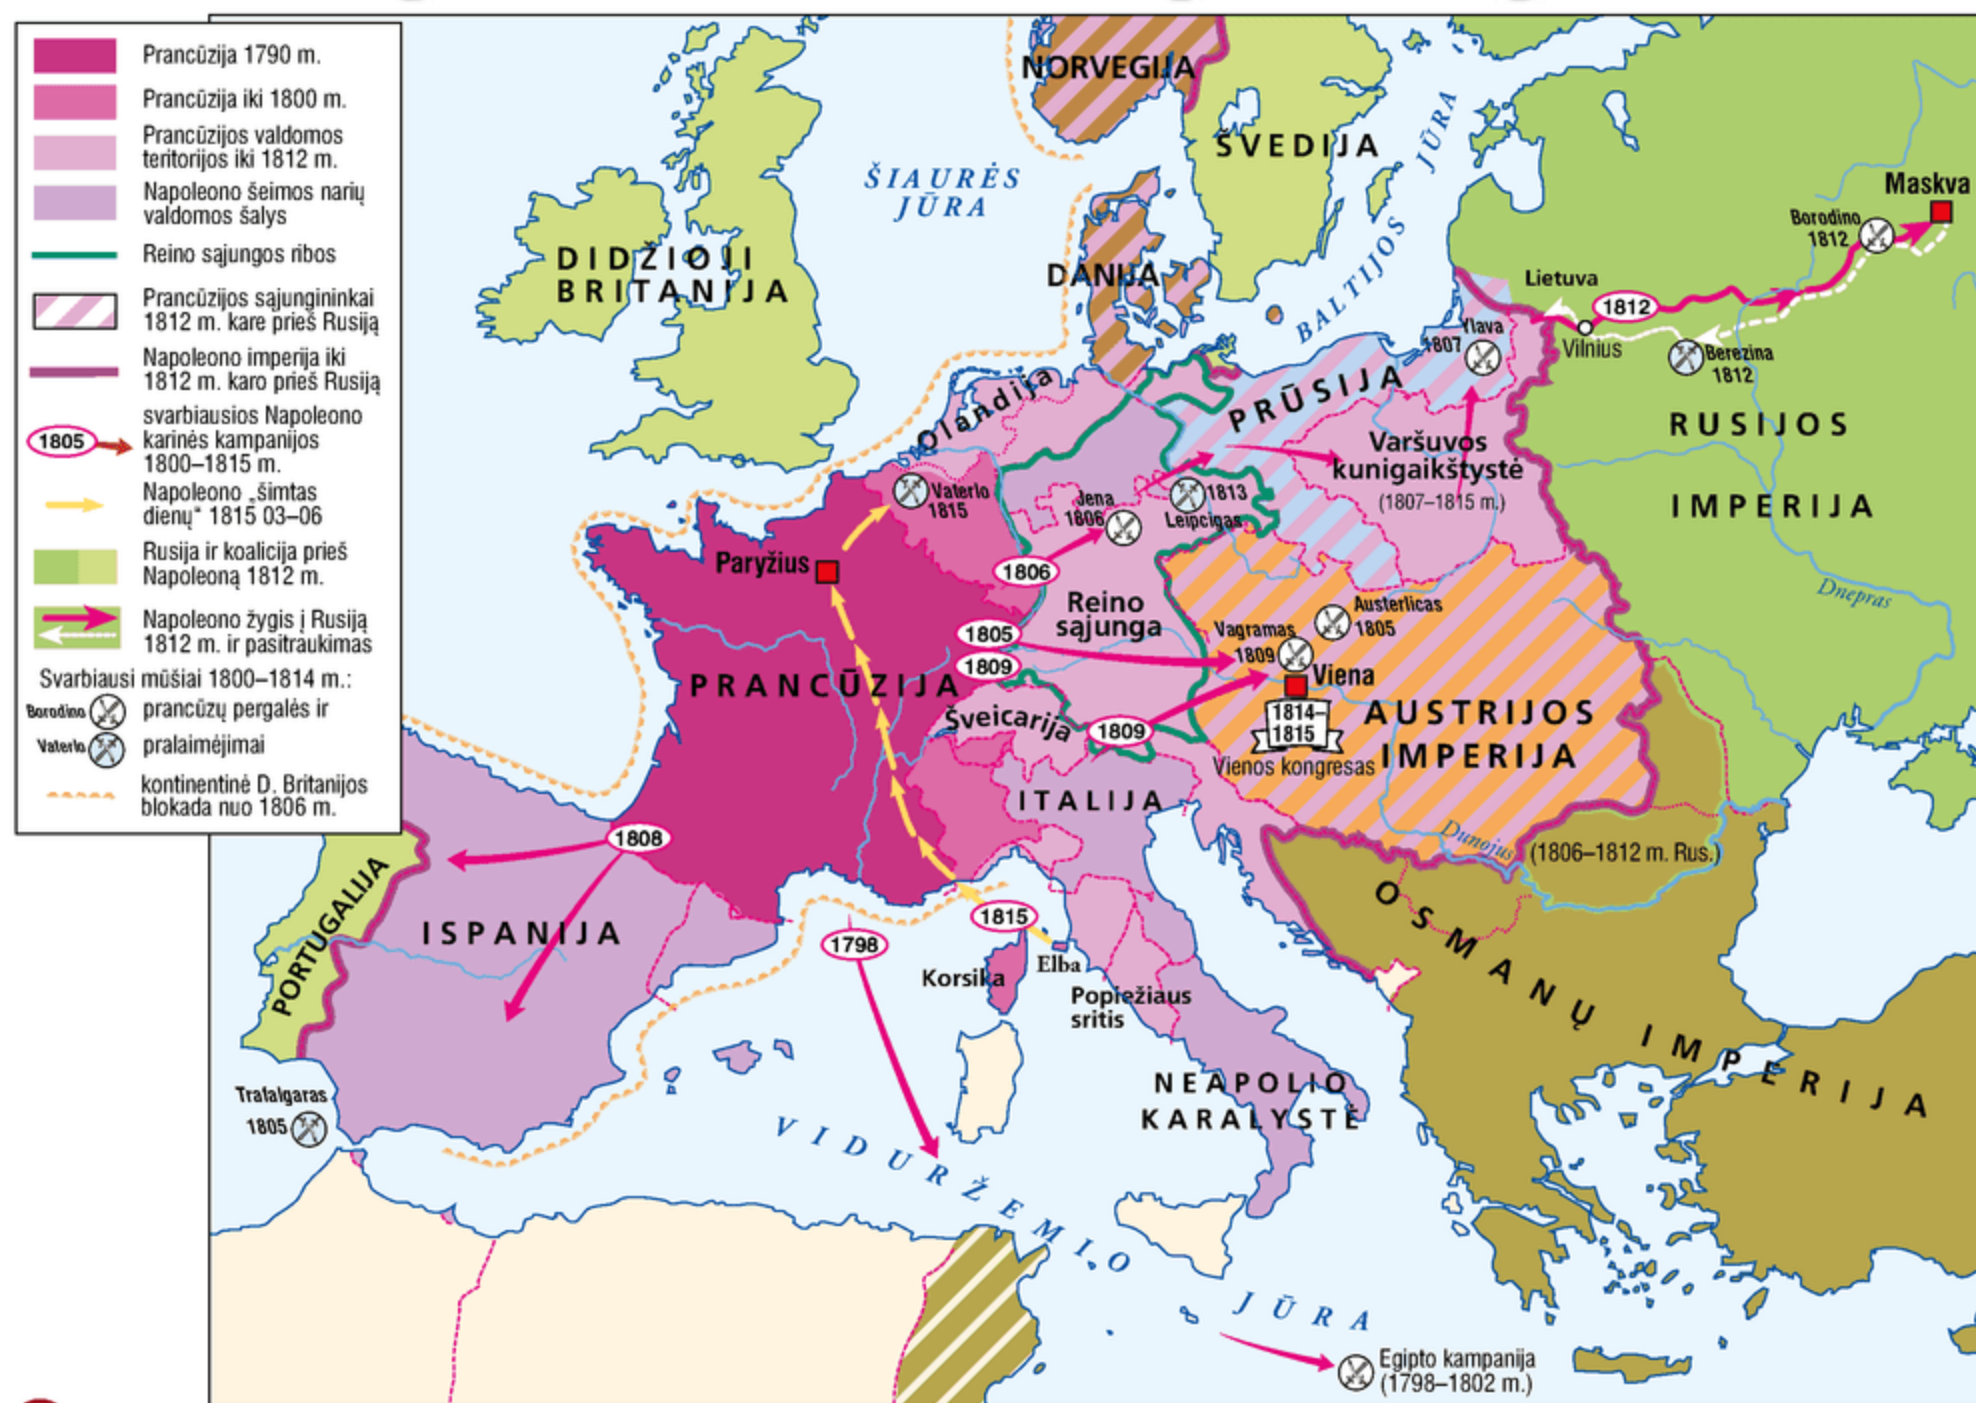 Prancūzija 1790 m.
Prancūzija iki 1800 m.
Prancūzijos valdomos
teritorijos iki 1812 m.
Napoleono šeimos narių
valdomos šalys
Reino sąjungos ribos
Prancūzijos sąjungininkai
1812 m. kare prieš Rusiją
Napoleono imperija iki
1812 m. karo prieš Rusiją
svarbiausios Napoleono
1805 karinės kampanijos
1800–1815 m.
Napoleono „šimtas
dienų“ 1815 03–06
Rusija ir koalicija prieš
Napoleoną 1812 m.
Napoleono žygis į Rusiją
1812 m. ir pasitraukimas
Svarbiausi mūšiai 1800–1814 m.:
Borodino prancūzų pergalės ir
Vaterlo pralaimėjimai
kontinentinė D. Britanijos
blokada nuo 1806 m.
NORVEGIJA
ŠVEDIJA
BALTIJOS JŪRA
ŠIAURĖS
JŪRA
DIDŽIOJI
BRITANIJA
DANIJA
Maskva
Borodino
1812
Lietuva
1812
Vilnius
Berezina
1812
Ylava
1807
RUSIJOS
IMPERIJA
Dnepras
PRŪSIJA
Varšuvos
kunigaikštystė
(1807–1815 m.)
Olandija
Vaterlo
1815
Jena
1806
1813
Leipcigas
1806
Paryžius
Reino
sąjunga
1805
1809
Austerlicas
1805
Vagramas
1809
Viena
1814–
1815
Vienos kongresas
AUSTRIJOS
IMPERIJA
PRANCŪZIJA
Šveicarija
1809
ITALIJA
Dunojus
(1806–1812 m. Rus.)
OSMANŲ IMPERIJA
1808
PORTUGALIJA
ISPANIJA
1798
1815
Korsika
Elba
Popiežiaus
sritis
NEAPOLIO
KARALYSTĖ
Trafalgaras
1805
VIDURŽEMIO JŪRA
Egipto kampanija
(1798–1802 m.)